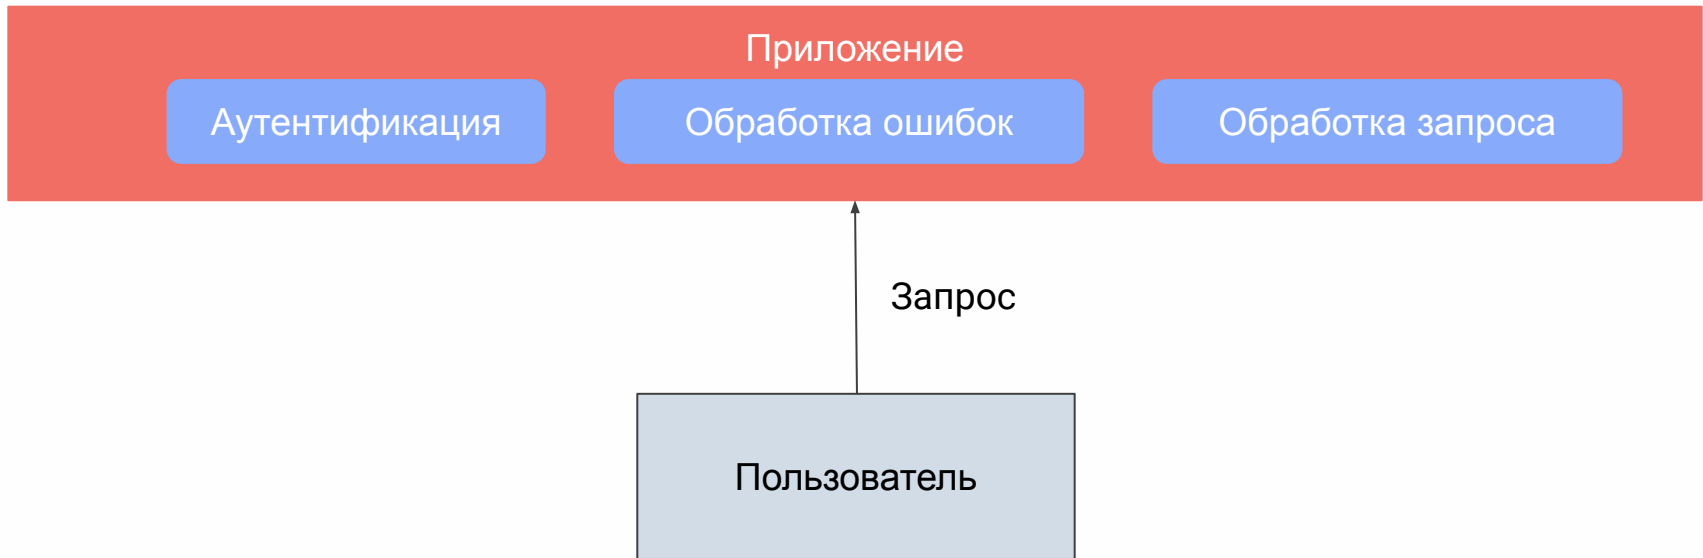 Приложение
Аутентификация
Обработка ошибок
Обработка запроса
Запрос
Пользователь